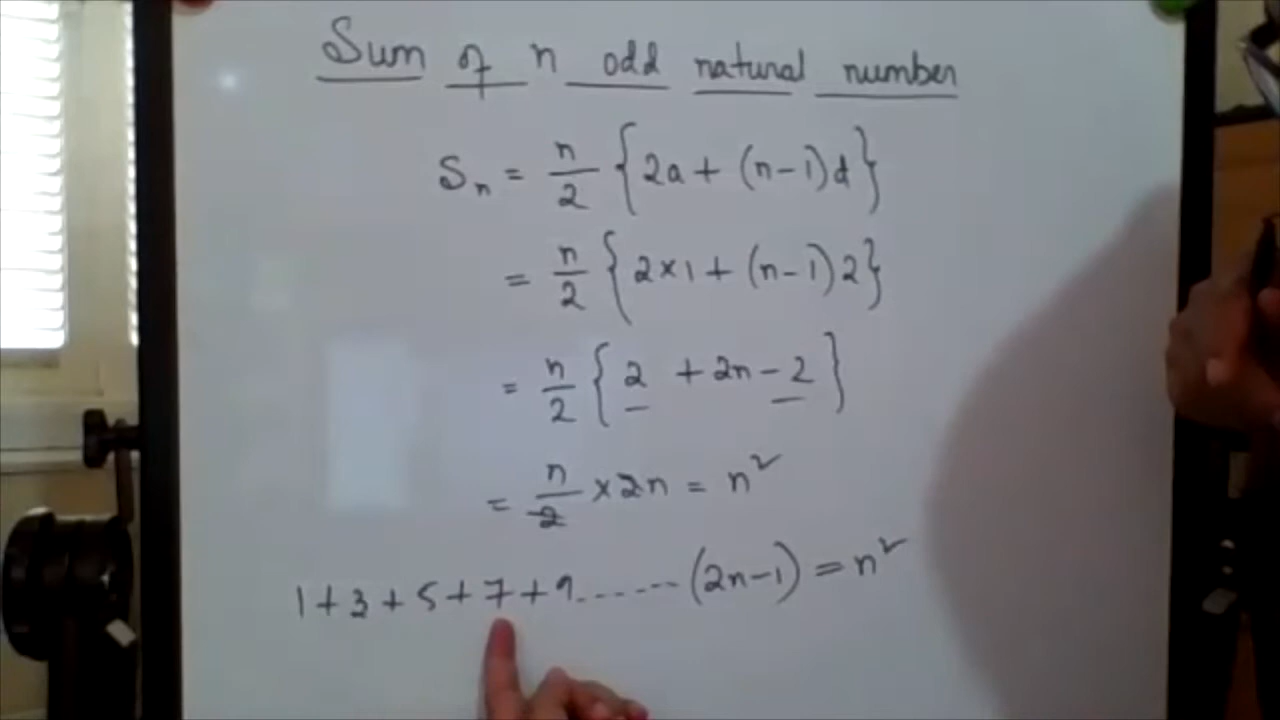 Sum of n odd natural number
Sₙ = n/2 {2a + (n-1)d}
= n/2 {2×1 + (n-1)2}
= n/2 {2 + 2n - 2}
= n/2 × 2n = n²
1+3+5+7+9......(2n-1) = n²